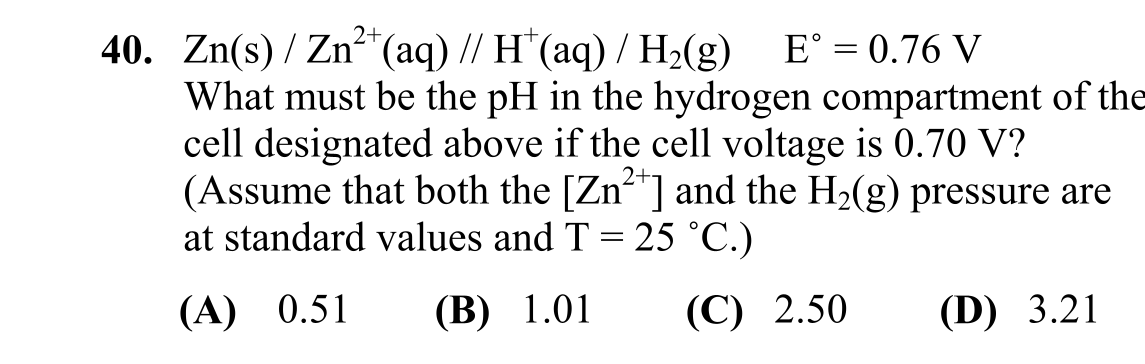 40. Zn(s) / Zn²⁺(aq) // H⁺(aq) / H₂(g) E° = 0.76 V
What must be the pH in the hydrogen compartment of the
cell designated above if the cell voltage is 0.70 V?
(Assume that both the [Zn²⁺] and the H₂(g) pressure are
at standard values and T = 25 ˚C.)
(A) 0.51 (B) 1.01 (C) 2.50 (D) 3.21